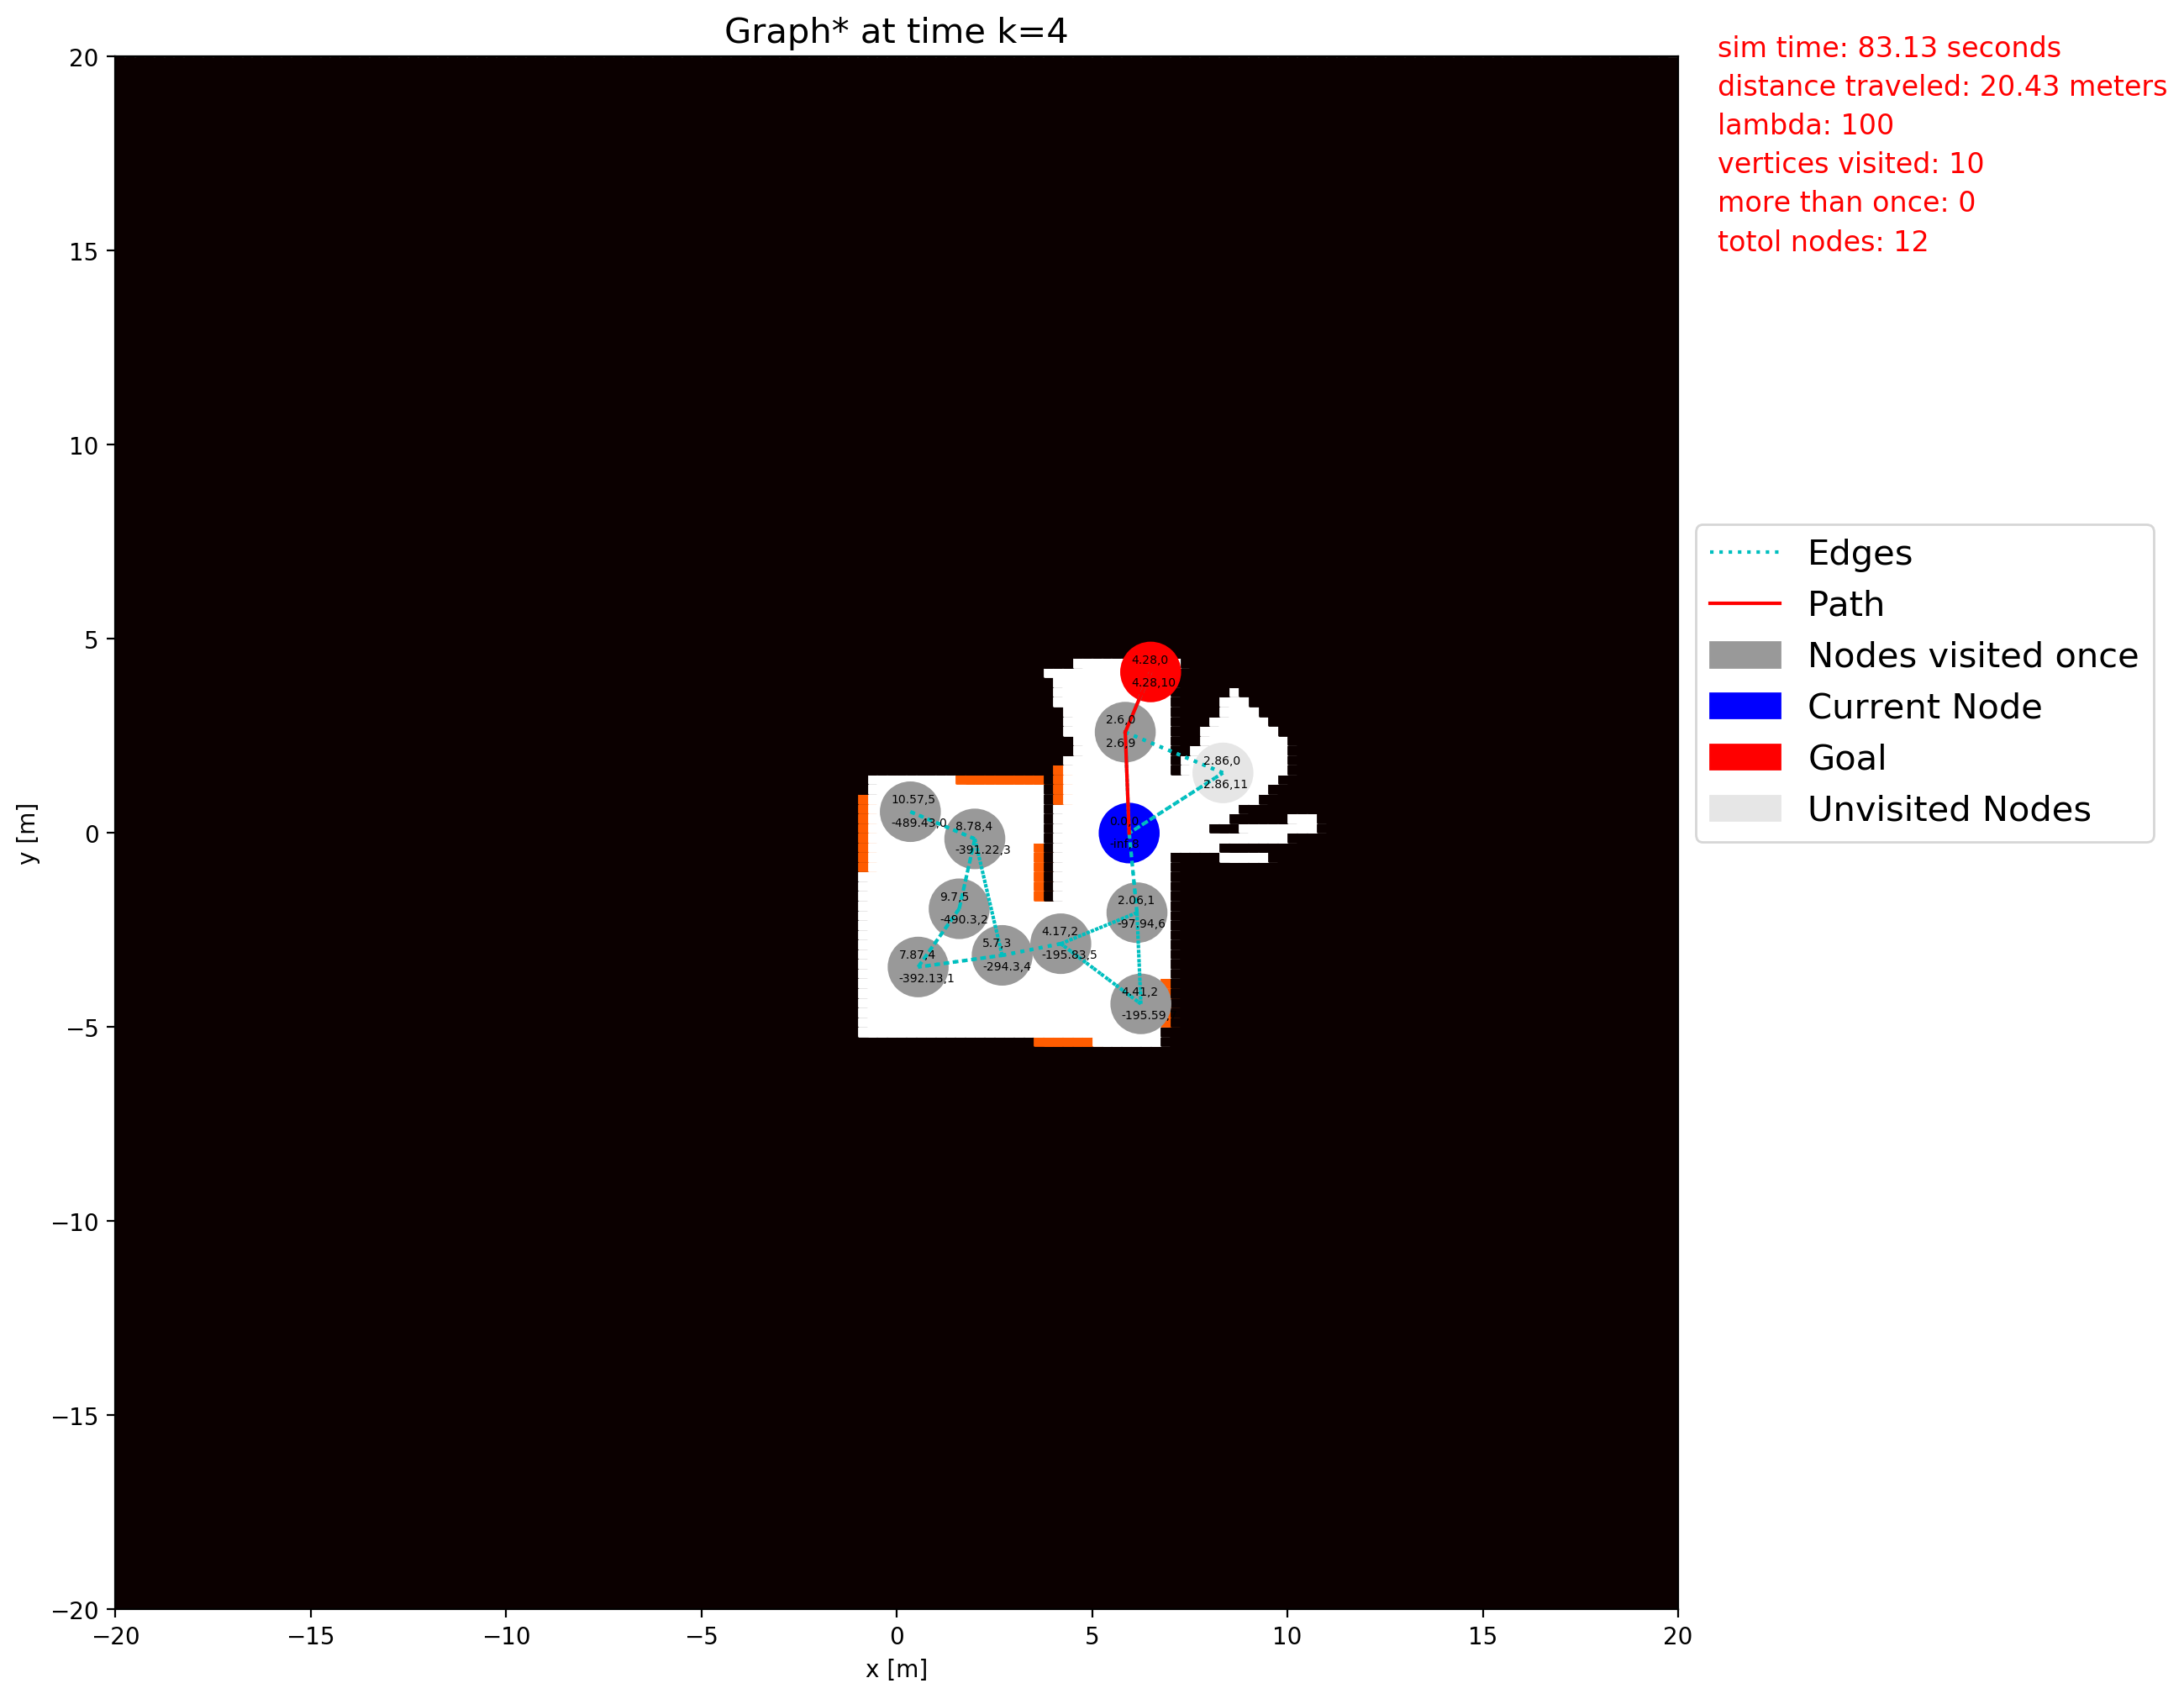 Graph* at time k=4
sim time: 83.13 seconds
distance traveled: 20.43 meters
lambda: 100
vertices visited: 10
more than once: 0
totol nodes: 12
20
15
10
5
0
−5
−10
−15
−20
y [m]
4.28,0
4.28,10
2.6,0
2.6,9
2.86,0
2.86,11
10.57,5
-489.43,0
8.78,4
-391.22,3
0.0,0
9.7,5
-490.3,2
2.06,1
-97.94,6
4.17,2
-195.83,5
5.7,3
-294.3,4
7.87,4
-392.13,1
4.41,2
-195.59,
−20 −15 −10 −5 0 5 10 15 20
x [m]
Edges
Path
Nodes visited once
Current Node
Goal
Unvisited Nodes